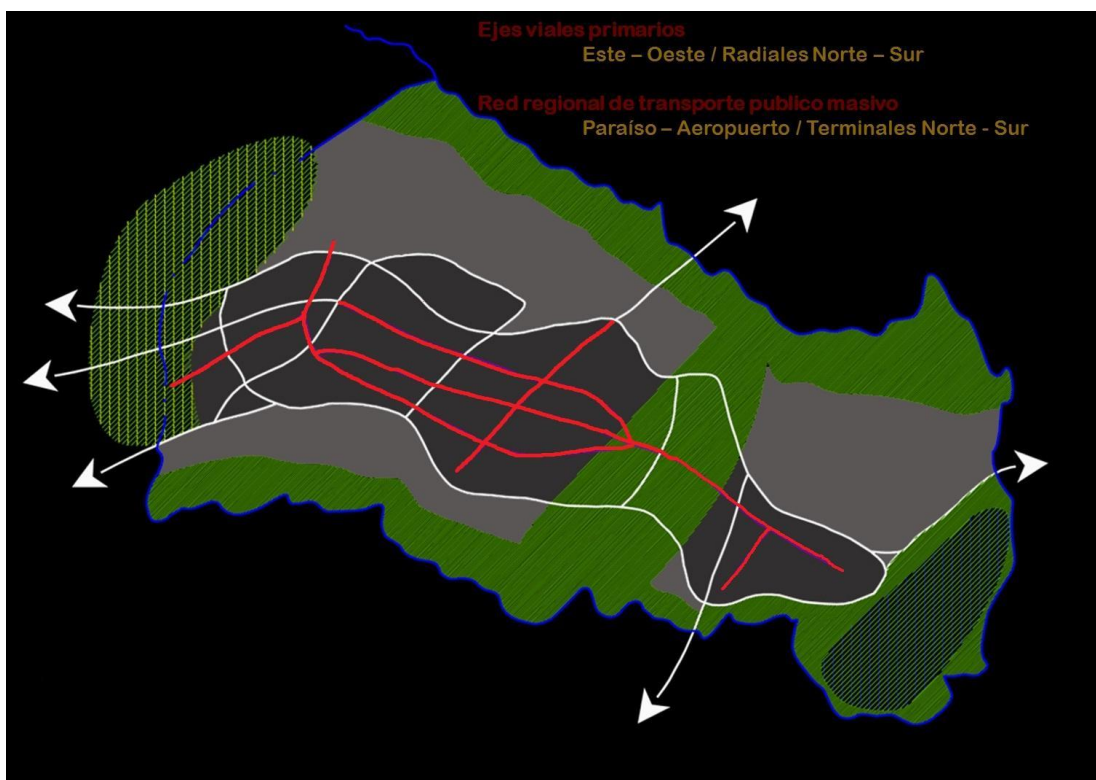 Ejes viales primarios
Este – Oeste / Radiales Norte – Sur
Red regional de transporte publico masivo
Paraíso – Aeropuerto / Terminales Norte - Sur